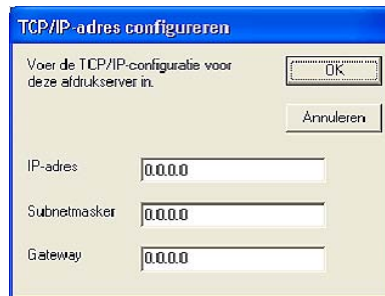 TCP/IP-adres configureren
Voer de TCP/IP-configuratie voor
deze afdrukserver in.
OK
Annuleren
IP-adres
0.0.0.0
Subnetmasker
0.0.0.0
Gateway
0.0.0.0